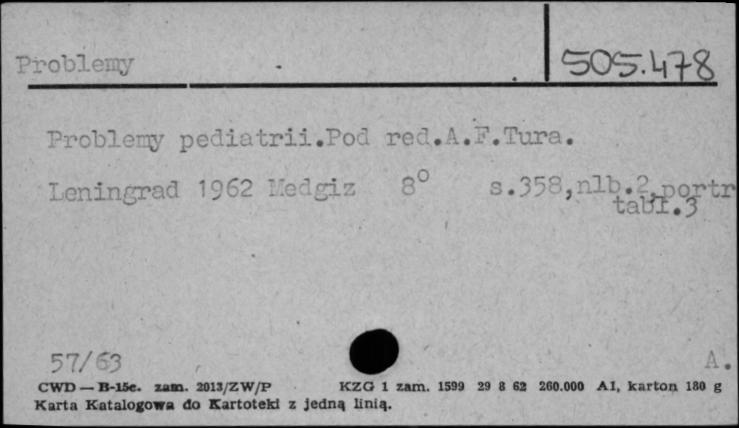 Problemy
505.478
Problemy pediatrii.Pod red.A.F.Tura.
Leningrad 1962 Medgiz 8° s.358,nlb.2,portr
tabl.3
57/63
A.
CWD — B-15c. zam. 2013/ZW/P KZG 1 zam. 1599 29 8 62 260.000 A1, karton 180 g
Karta Katalogowa do Kartoteki z jedną linią.